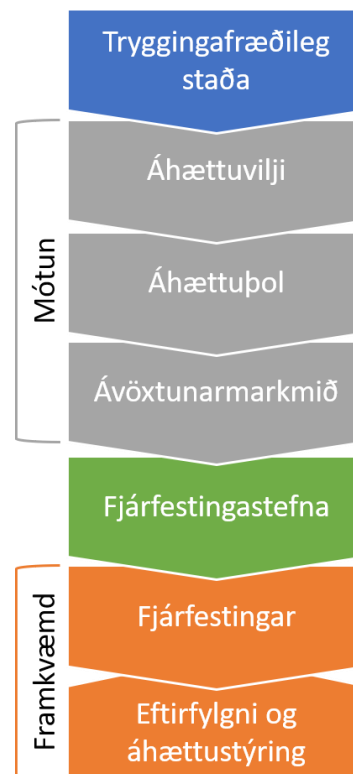 Tryggingafræðileg
staða
Mótun
Áhættuvilji
Áhættuþol
Ávöxtunarmarkmið
Fjárfestingastefna
Framkvæmd
Fjárfestingar
Eftirfylgni og
áhættustýring